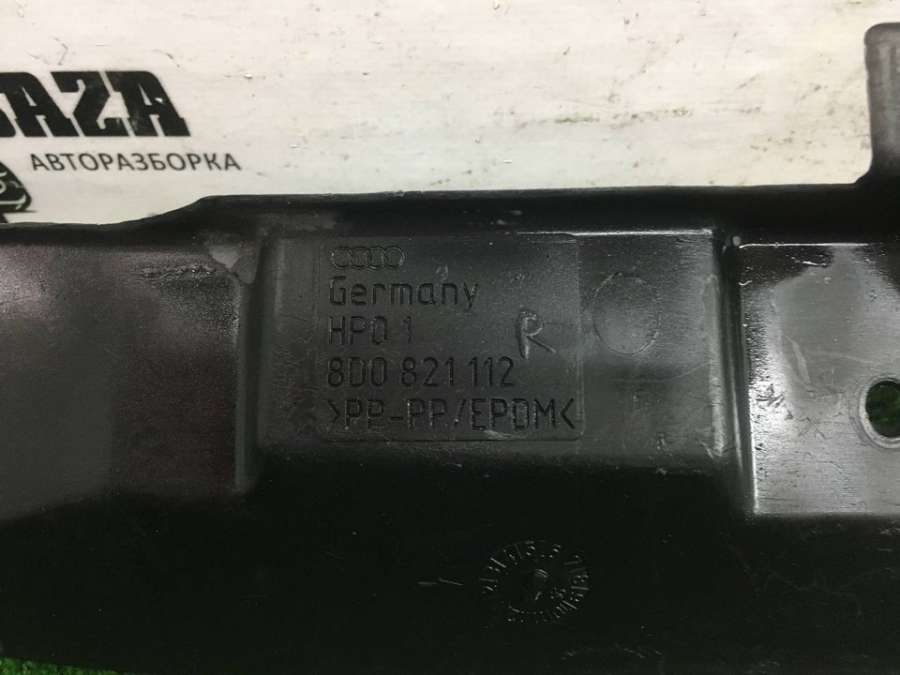 AZA
АВТОРАЗБОРКА
Germany
HPO 1
R
8D0 821 112
>PP-PP/EPDM<